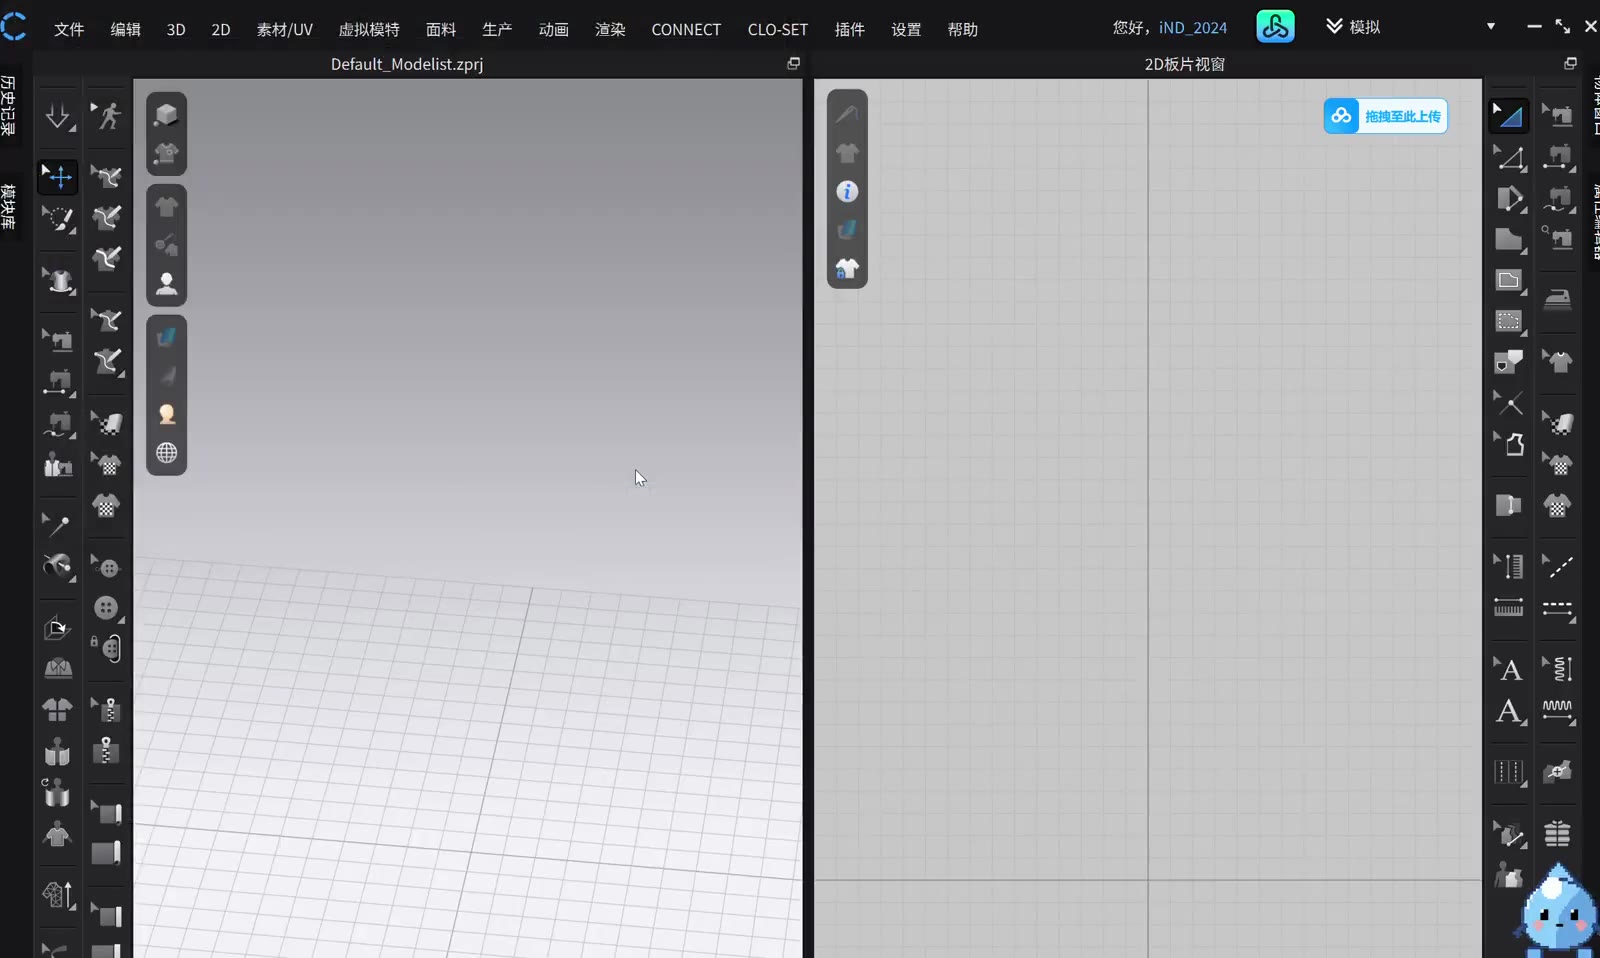 文件 编辑 3D 2D 素材/UV 虚拟模特 面料 生产 动画 渲染 CONNECT CLO-SET 插件 设置 帮助 您好, iND_2024 模拟
Default_Modelist.zprj
2D板片视窗
历史记录
模块库
拖拽至此上传
A
A